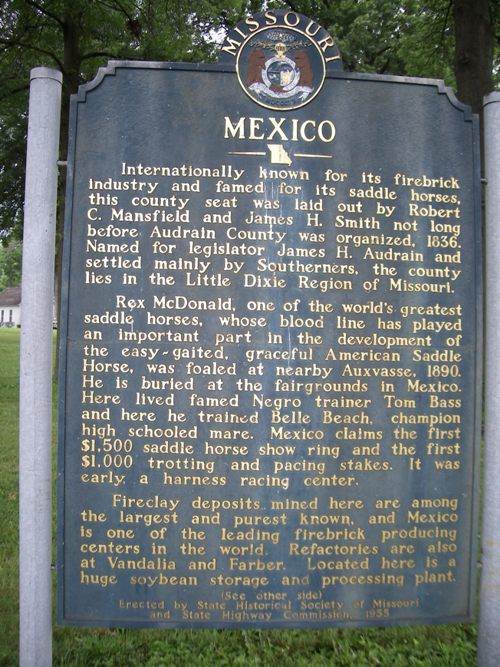 MISSOURI
MEXICO
Internationally known for its firebrick
industry and famed for its saddle horses,
this county seat was laid out by Robert
C. Mansfield and James H. Smith not long
before Audrain County was organized, 1836.
Named for legislator James H. Audrain and
settled mainly by Southerners, the county
lies in the Little Dixie Region of Missouri.
Rex McDonald, one of the world's greatest
saddle horses, whose blood line has played
an important part in the development of
the easy-gaited, graceful American Saddle
Horse, was foaled at nearby Auxvasse, 1890.
He is buried at the fairgrounds in Mexico.
Here lived famed Negro trainer Tom Bass
and here he trained Belle Beach, champion
high schooled mare. Mexico claims the first
$1,500 saddle horse show ring and the first
$1,000 trotting and pacing stakes. It was
early a harness racing center.
Fireclay deposits mined here are among
the largest and purest known, and Mexico
is one of the leading firebrick producing
centers in the world. Refactories are also
at Vandalia and Farber. Located here is a
huge soybean storage and processing plant.
(See other side)
Erected by State Historical Society of Missouri
and State Highway Commission, 1955